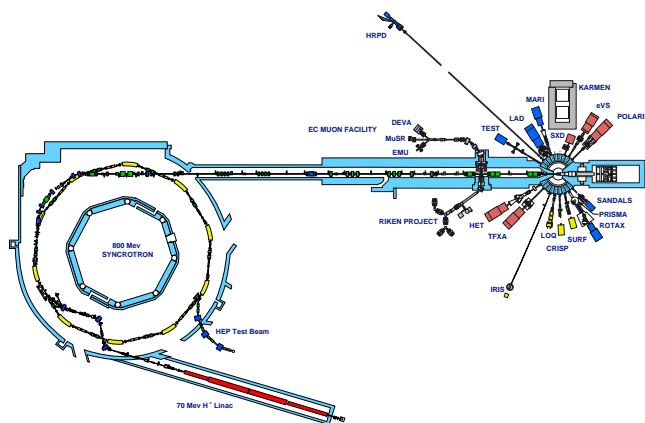 HRPD
KARMEN
MARI
eVS
LAD
POLARIS
DEVA
SXD
EC MUON FACILITY
MuSR
TEST
EMU
SANDALS
PRISMA
RIKEN PROJECT
HET
ROTAX
TFXA
LOQ
SURF
CRISP
800 Mev
SYNCROTRON
IRIS
HEP Test Beam
70 Mev H⁻ Linac